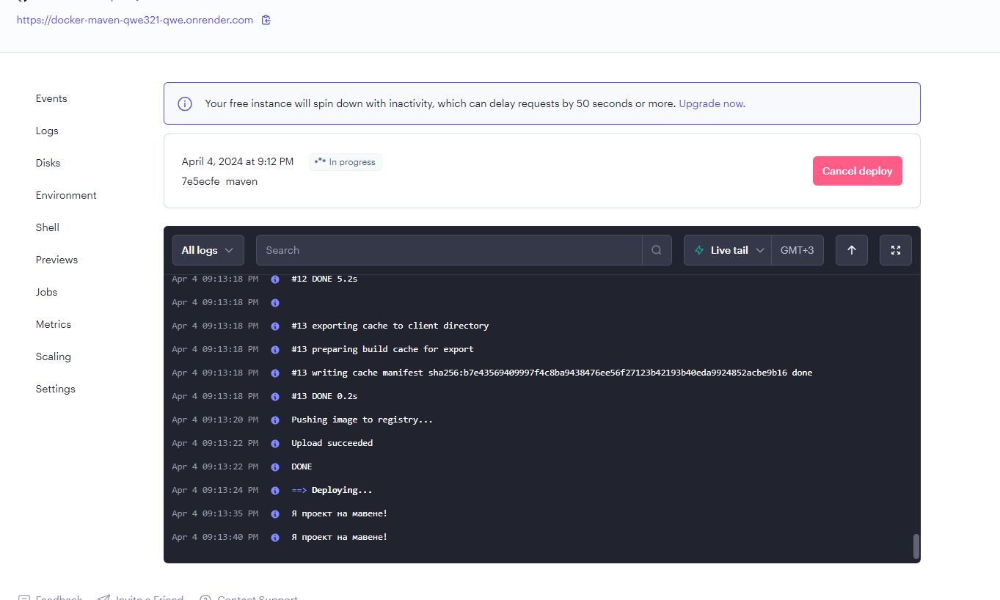 https://docker-maven-qwe321-qwe.onrender.com
Events
Logs
Disks
Environment
Shell
Previews
Jobs
Metrics
Scaling
Settings
Your free instance will spin down with inactivity, which can delay requests by 50 seconds or more. Upgrade now.
April 4, 2024 at 9:12 PM In progress
7e5ecfe maven
Cancel deploy
All logs Search Live tail GMT+3
Apr 4 09:13:18 PM #12 DONE 5.2s
Apr 4 09:13:18 PM
Apr 4 09:13:18 PM #13 exporting cache to client directory
Apr 4 09:13:18 PM #13 preparing build cache for export
Apr 4 09:13:18 PM #13 writing cache manifest sha256:b7e43569409997f4c8ba9438476ee56f27123b42193b40eda9924852acbe9b16 done
Apr 4 09:13:18 PM #13 DONE 0.2s
Apr 4 09:13:20 PM Pushing image to registry...
Apr 4 09:13:22 PM Upload succeeded
Apr 4 09:13:22 PM DONE
Apr 4 09:13:24 PM ==> Deploying...
Apr 4 09:13:35 PM Я проект на мавене!
Apr 4 09:13:40 PM Я проект на мавене!
Feedback Invite a Friend Contact Support